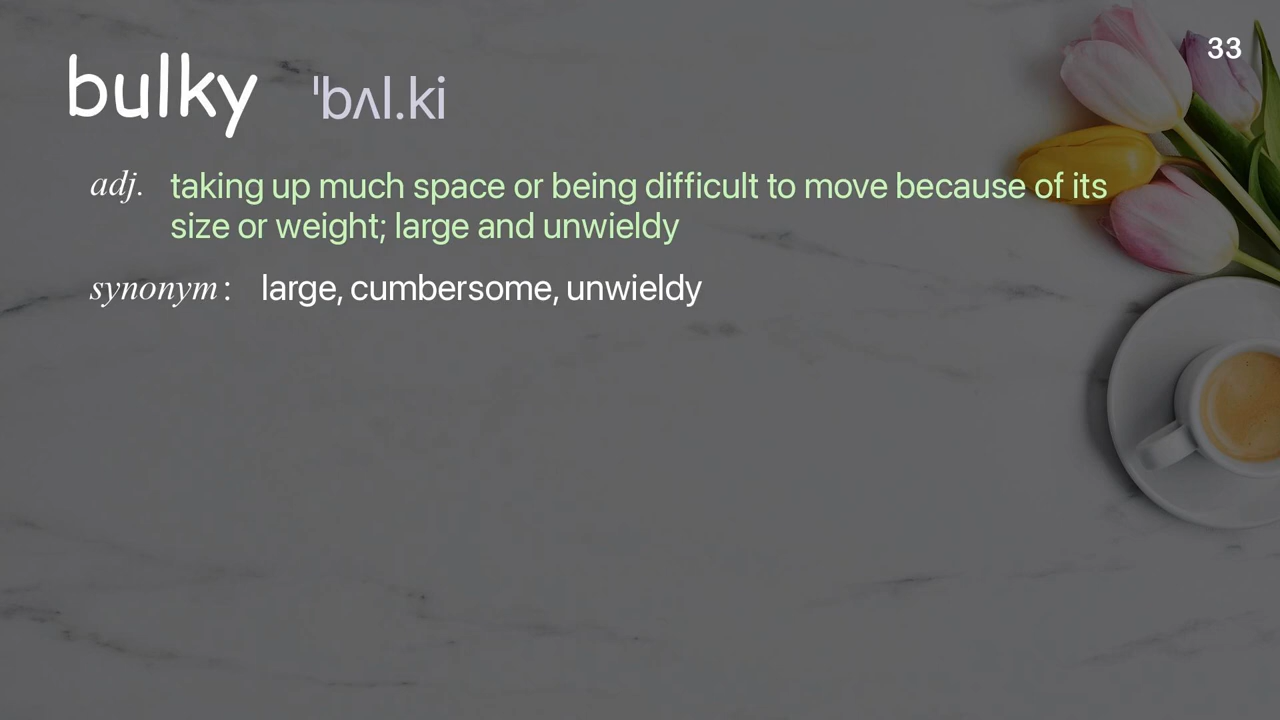 33
bulky ˈbʌl.ki
adj. taking up much space or being difficult to move because of its
size or weight; large and unwieldy
synonym : large, cumbersome, unwieldy